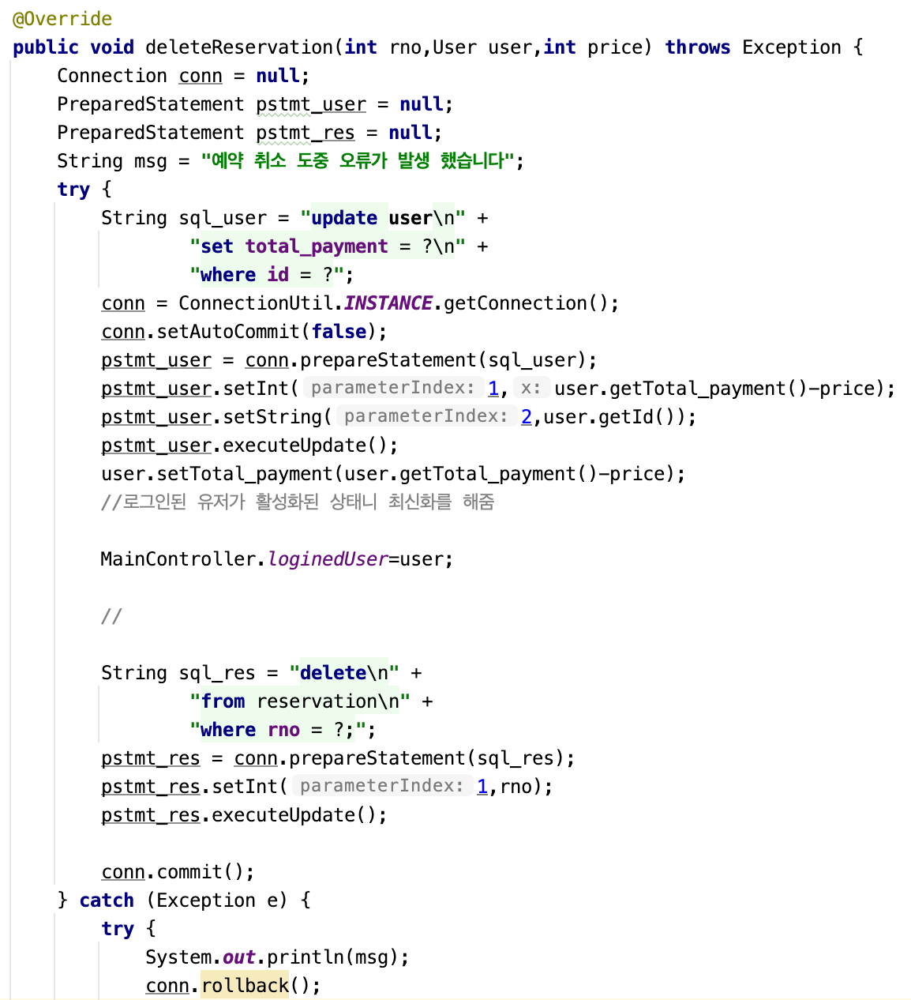 @Override
public void deleteReservation(int rno,User user,int price) throws Exception {
Connection conn = null;
PreparedStatement pstmt_user = null;
PreparedStatement pstmt_res = null;
String msg = "예약 취소 도중 오류가 발생 했습니다";
try {
String sql_user = "update user\n" +
"set total_payment = ?\n" +
"where id = ?";
conn = ConnectionUtil.INSTANCE.getConnection();
conn.setAutoCommit(false);
pstmt_user = conn.prepareStatement(sql_user);
pstmt_user.setInt( parameterIndex: 1, x: user.getTotal_payment()-price);
pstmt_user.setString( parameterIndex: 2,user.getId());
pstmt_user.executeUpdate();
user.setTotal_payment(user.getTotal_payment()-price);
//로그인된 유저가 활성화된 상태니 최신화를 해줌
MainController.loginedUser=user;
//
String sql_res = "delete\n" +
"from reservation\n" +
"where rno = ?;";
pstmt_res = conn.prepareStatement(sql_res);
pstmt_res.setInt( parameterIndex: 1,rno);
pstmt_res.executeUpdate();
conn.commit();
} catch (Exception e) {
try {
System.out.println(msg);
conn.rollback();